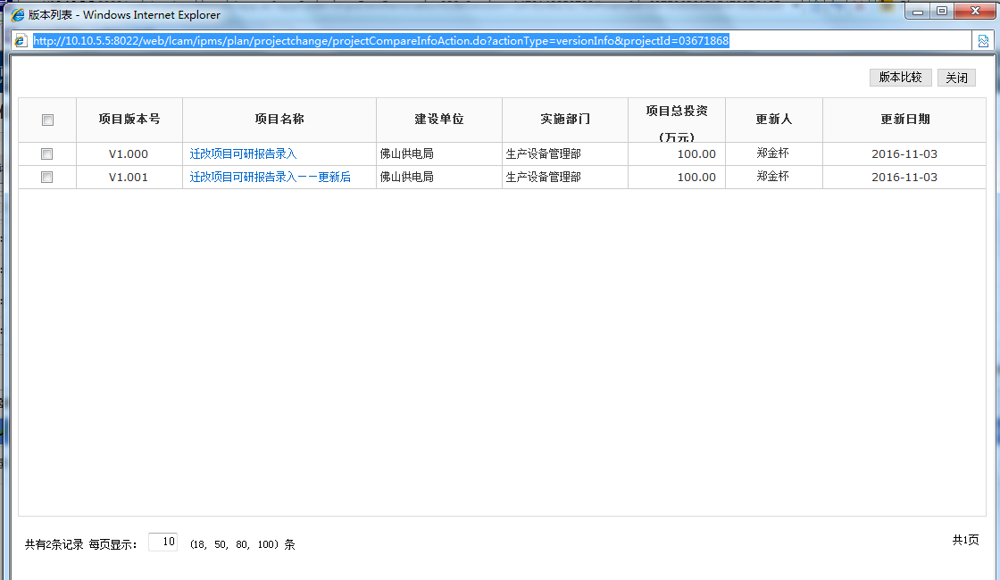 版本列表 - Windows Internet Explorer
http://10.10.5.5:8022/web/lcam/ipms/plan/projectchange/projectCompareInfoAction.do?actionType=versionInfo&projectId=03671868
版本比较 关闭
项目版本号 项目名称 建设单位 实施部门 项目总投资 (万元) 更新人 更新日期
V1.000 迁改项目可研报告录入 佛山供电局 生产设备管理部 100.00 郑金杯 2016-11-03
V1.001 迁改项目可研报告录入——更新后 佛山供电局 生产设备管理部 100.00 郑金杯 2016-11-03
共有2条记录 每页显示: 10 (18, 50, 80, 100) 条 共1页